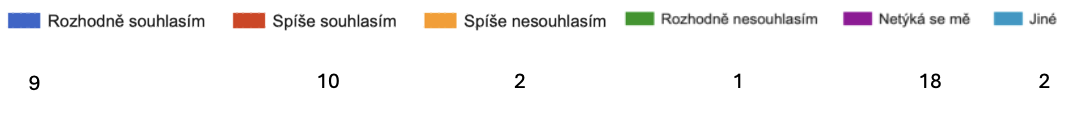 Rozhodně souhlasím Spíše souhlasím Spíše nesouhlasím Rozhodně nesouhlasím Netýká se mě Jiné
9 10 2 1 18 2